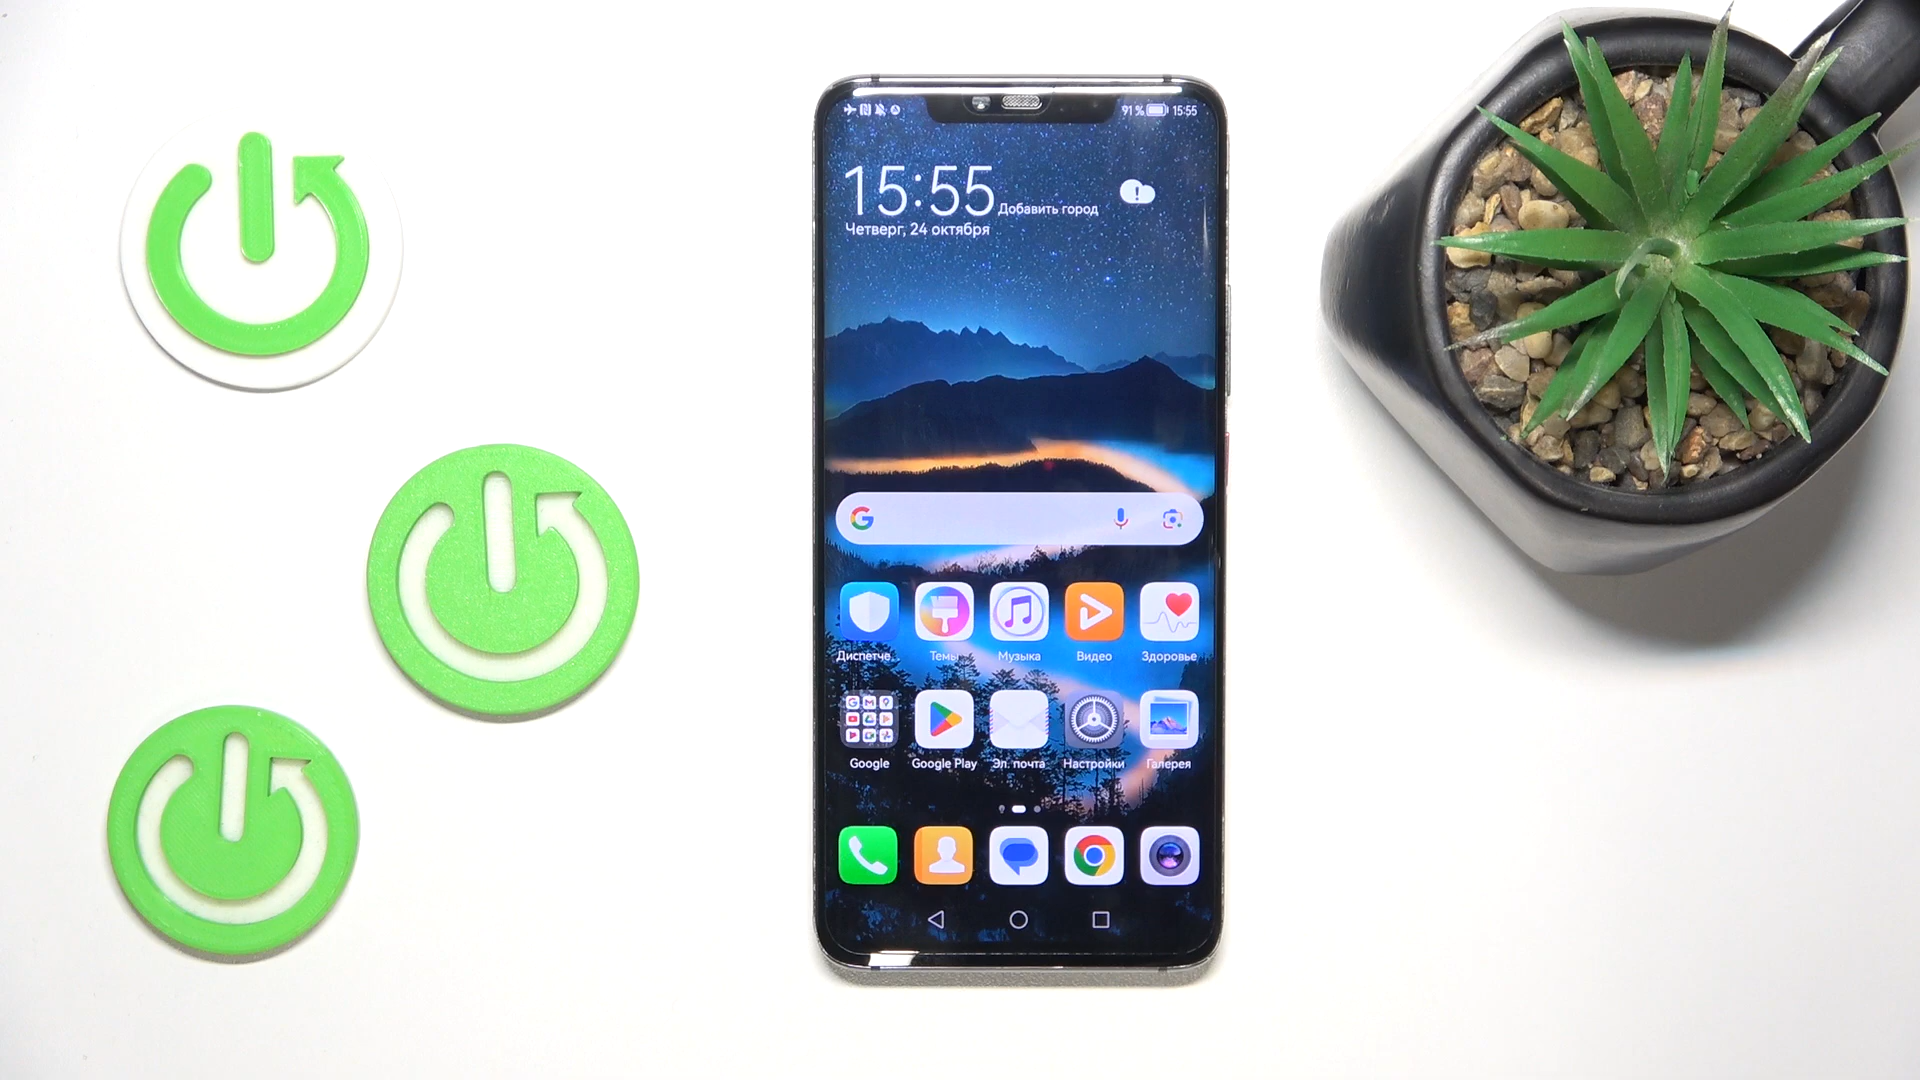 91 % 15:55
15:55 Добавить город
Четверг, 24 октября
G
Диспетче.. Темы Музыка Видео Здоровье
Google Google Play Эл. почта Настройки Галерея